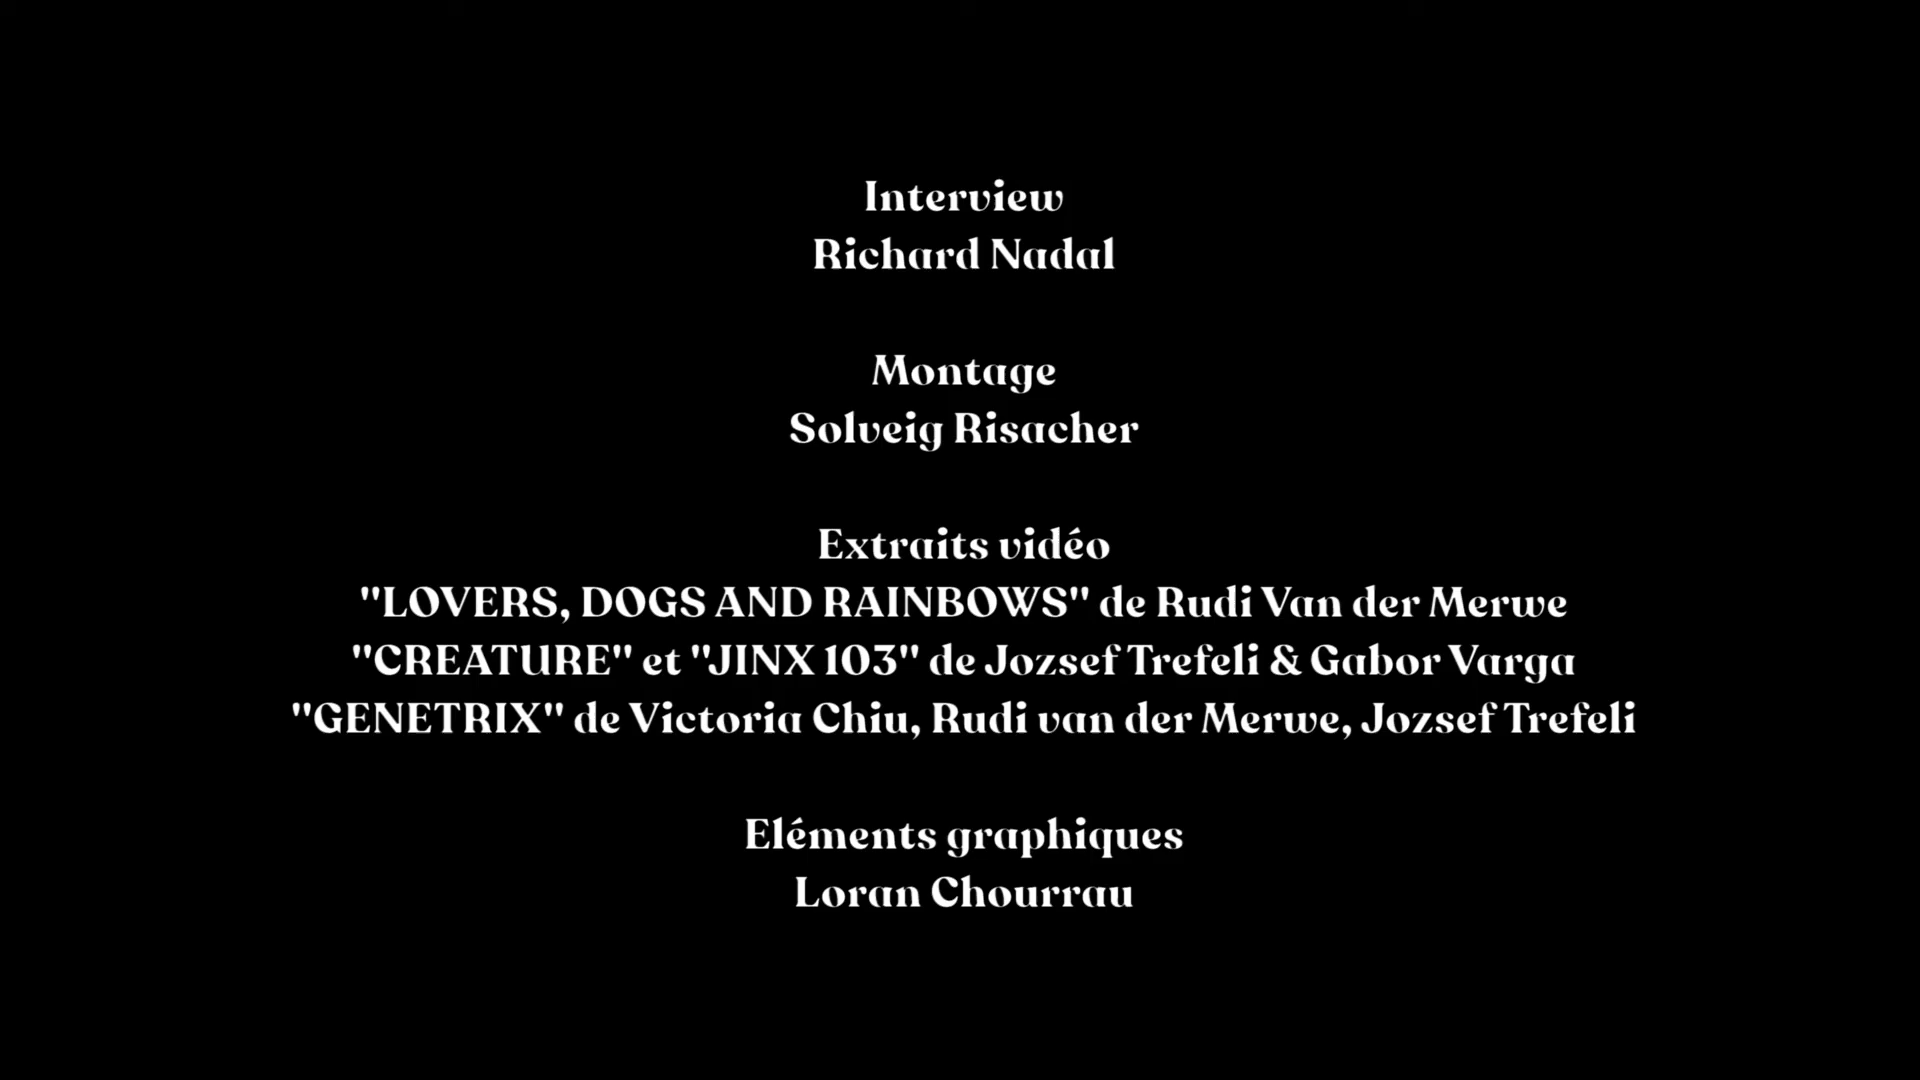 Interview
Richard Nadal
Montage
Solveig Risacher
Extraits vidéo
"LOVERS, DOGS AND RAINBOWS" de Rudi Van der Merwe
"CREATURE" et "JINX 103" de Jozsef Trefeli & Gabor Varga
"GENETRIX" de Victoria Chiu, Rudi van der Merwe, Jozsef Trefeli
Eléments graphiques
Loran Chourrau